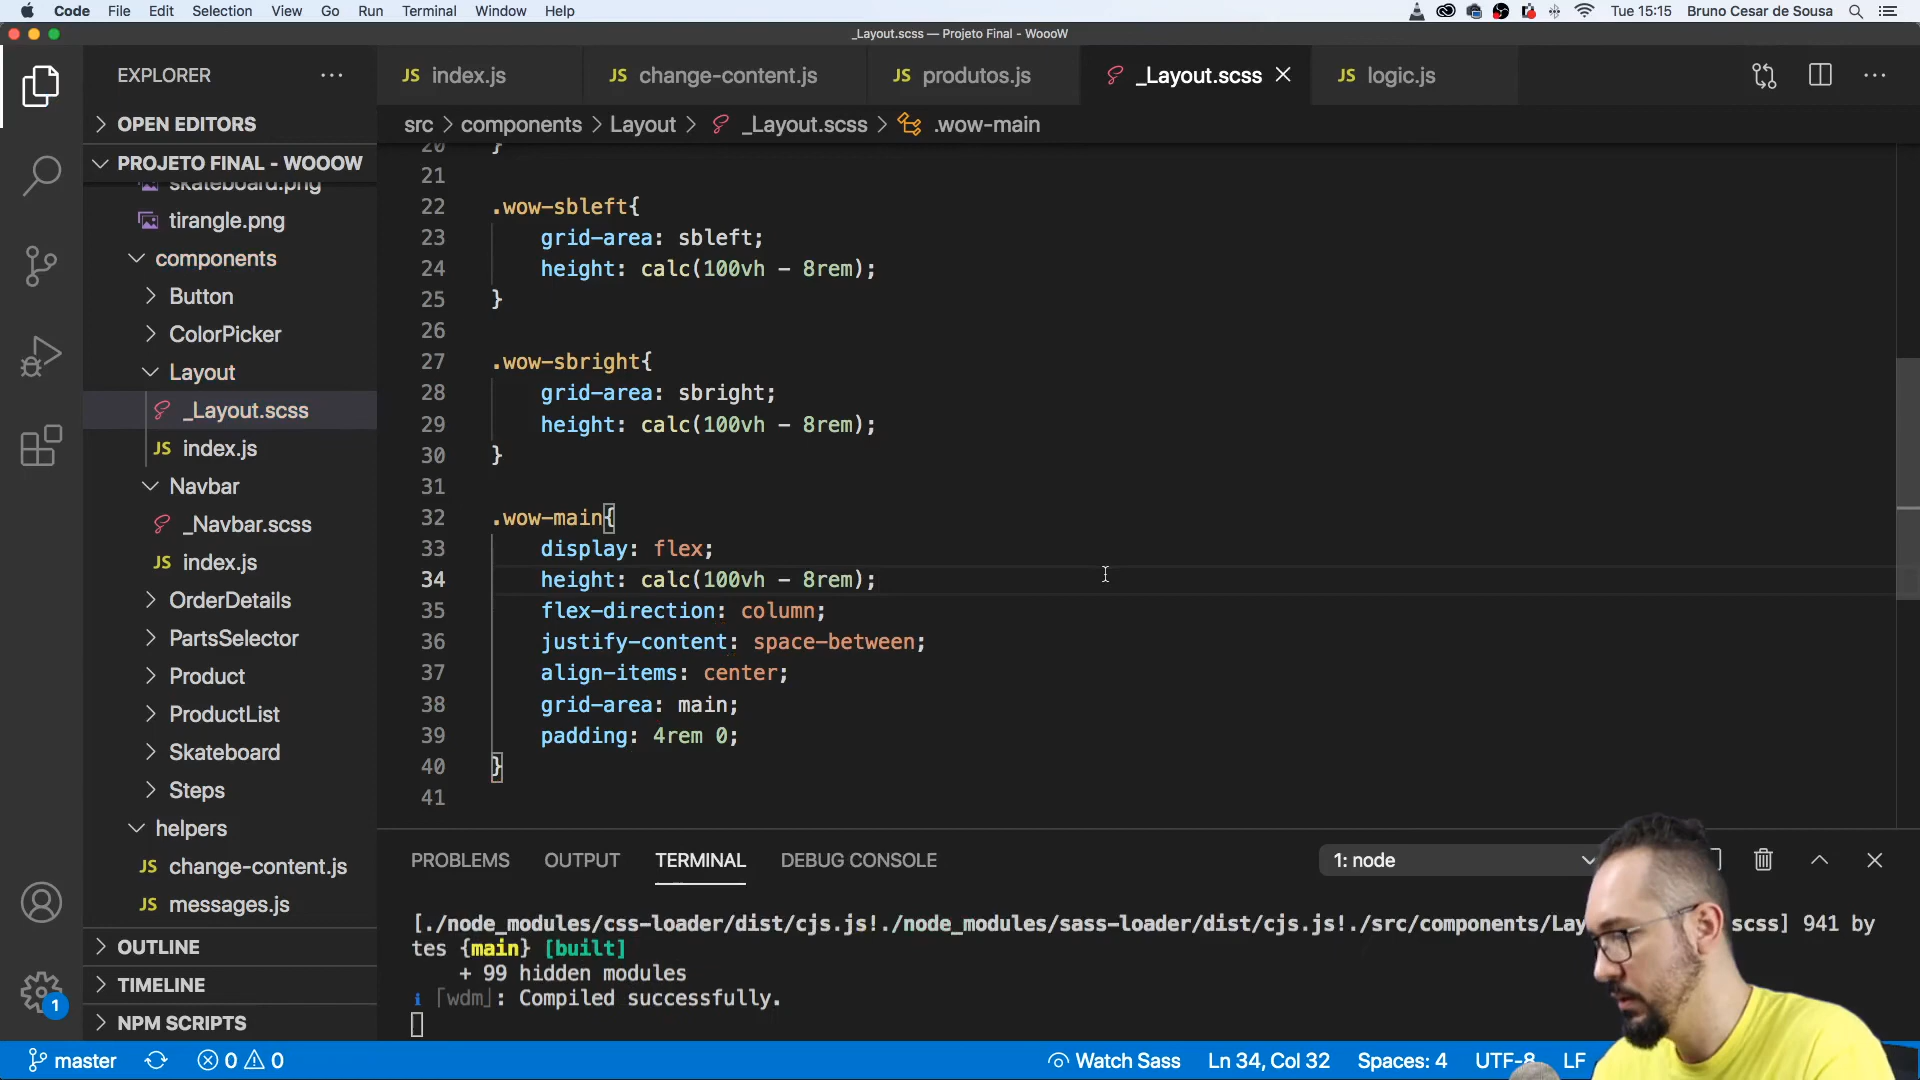 Code File Edit Selection View Go Run Terminal Window Help Tue 15:15 Bruno Cesar de Sousa
_Layout.scss — Projeto Final - WoooW
EXPLORER ···
JS index.js JS change-content.js JS produtos.js _Layout.scss JS logic.js
src > components > Layout > _Layout.scss > .wow-main
OPEN EDITORS
PROJETO FINAL - WOOOW
skateboard.png
tirangle.png
components
Button
ColorPicker
Layout
_Layout.scss
JS index.js
Navbar
_Navbar.scss
JS index.js
OrderDetails
PartsSelector
Product
ProductList
Skateboard
Steps
helpers
JS change-content.js
JS messages.js
OUTLINE
TIMELINE
NPM SCRIPTS
1
20 }
21
22 .wow-sbleft{
23 grid-area: sbleft;
24 height: calc(100vh - 8rem);
25 }
26
27 .wow-sbright{
28 grid-area: sbright;
29 height: calc(100vh - 8rem);
30 }
31
32 .wow-main{
33 display: flex;
34 height: calc(100vh - 8rem);
35 flex-direction: column;
36 justify-content: space-between;
37 align-items: center;
38 grid-area: main;
39 padding: 4rem 0;
40 }
41
PROBLEMS OUTPUT TERMINAL DEBUG CONSOLE 1: node
[./node_modules/css-loader/dist/cjs.js!./node_modules/sass-loader/dist/cjs.js!./src/components/Lay scss] 941 by
tes {main} [built]
+ 99 hidden modules
i ｢wdm｣: Compiled successfully.
master 0 0 Watch Sass Ln 34, Col 32 Spaces: 4 UTF-8 LF